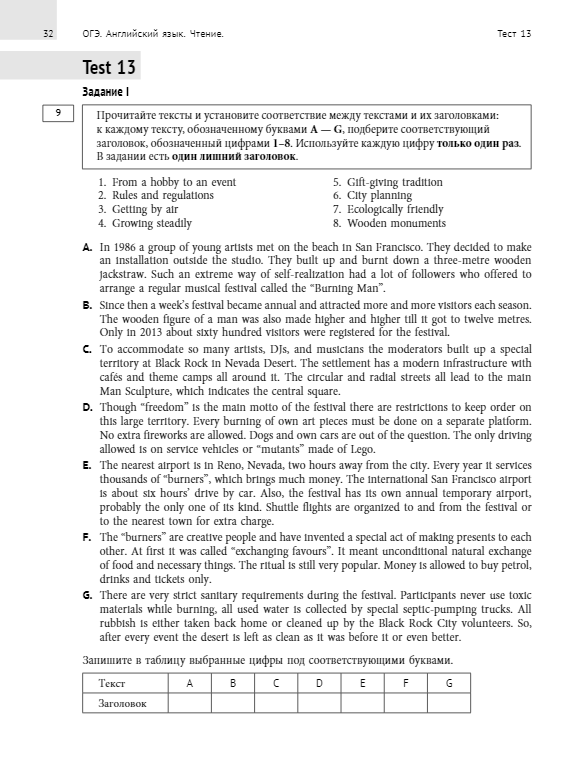 32 ОГЭ. Английский язык. Чтение. Тест 13
Test 13
Задание I
9
Прочитайте тексты и установите соответствие между текстами и их заголовками:
к каждому тексту, обозначенному буквами A — G, подберите соответствующий
заголовок, обозначенный цифрами 1–8. Используйте каждую цифру только один раз.
В задании есть один лишний заголовок.
1. From a hobby to an event
2. Rules and regulations
3. Getting by air
4. Growing steadily
5. Gift-giving tradition
6. City planning
7. Ecologically friendly
8. Wooden monuments
A. In 1986 a group of young artists met on the beach in San Francisco. They decided to make
an installation outside the studio. They built up and burnt down a three-metre wooden
jackstraw. Such an extreme way of self-realization had a lot of followers who offered to
arrange a regular musical festival called the “Burning Man”.
B. Since then a week’s festival became annual and attracted more and more visitors each season.
The wooden figure of a man was also made higher and higher till it got to twelve metres.
Only in 2013 about sixty hundred visitors were registered for the festival.
C. To accommodate so many artists, DJs, and musicians the moderators built up a special
territory at Black Rock in Nevada Desert. The settlement has a modern infrastructure with
cafés and theme camps all around it. The circular and radial streets all lead to the main
Man Sculpture, which indicates the central square.
D. Though “freedom” is the main motto of the festival there are restrictions to keep order on
this large territory. Every burning of own art pieces must be done on a separate platform.
No extra fireworks are allowed. Dogs and own cars are out of the question. The only driving
allowed is on service vehicles or “mutants” made of Lego.
E. The nearest airport is in Reno, Nevada, two hours away from the city. Every year it services
thousands of “burners”, which brings much money. The international San Francisco airport
is about six hours’ drive by car. Also, the festival has its own annual temporary airport,
probably the only one of its kind. Shuttle flights are organized to and from the festival or
to the nearest town for extra charge.
F. The “burners” are creative people and have invented a special act of making presents to each
other. At first it was called “exchanging favours”. It meant unconditional natural exchange
of food and necessary things. The ritual is still very popular. Money is allowed to buy petrol,
drinks and tickets only.
G. There are very strict sanitary requirements during the festival. Participants never use toxic
materials while burning, all used water is collected by special septic-pumping trucks. All
rubbish is either taken back home or cleaned up by the Black Rock City volunteers. So,
after every event the desert is left as clean as it was before it or even better.
Запишите в таблицу выбранные цифры под соответствующими буквами.
Текст A B C D E F G
Заголовок